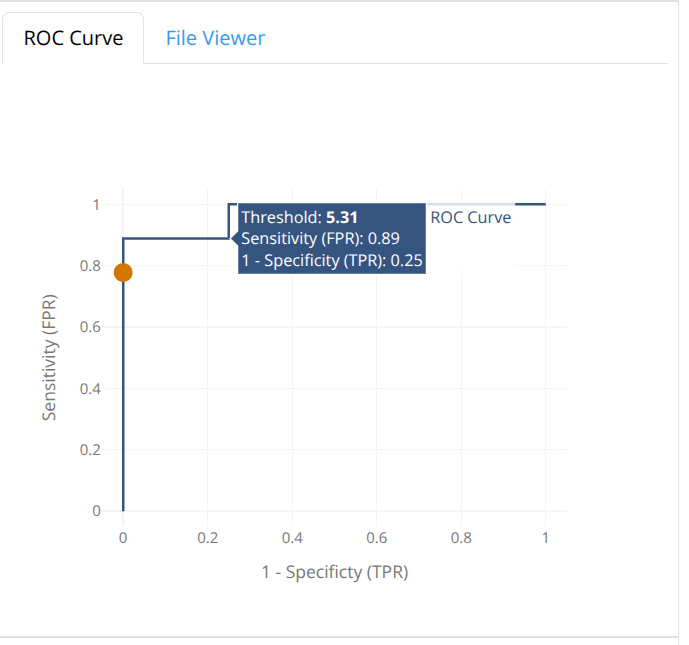 ROC Curve
File Viewer
1
0.8
0.6
0.4
0.2
0
Sensitivity (FPR)
Threshold: 5.31
Sensitivity (FPR): 0.89
1 - Specificity (TPR): 0.25
ROC Curve
0
0.2
0.4
0.6
0.8
1
1 - Specificty (TPR)